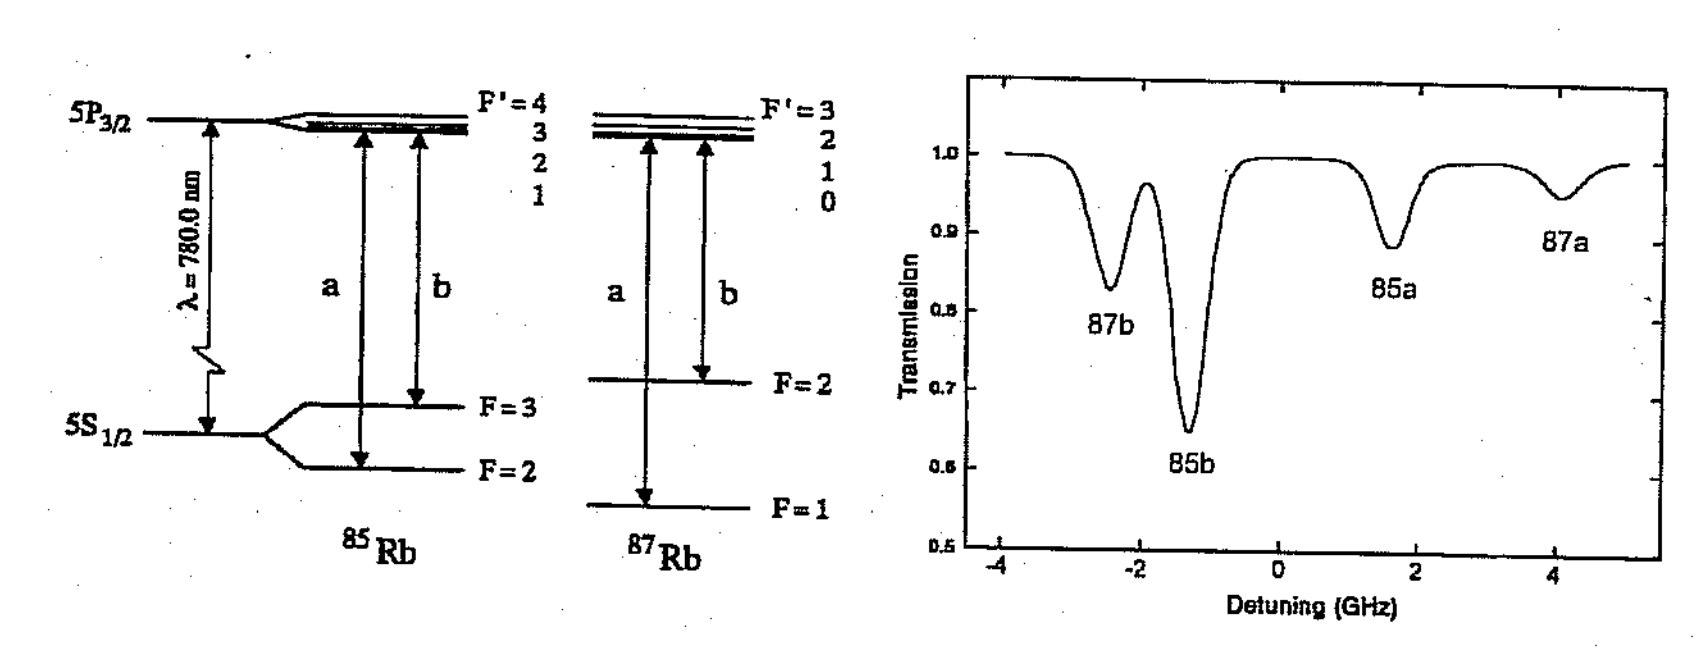 5P3/2
F'=4
3
2
1
F'=3
2
1
0
λ = 780.0 nm
a
b
a
b
5S1/2
F=3
F=2
F=2
F=1
85Rb
87Rb
Transmission
1.0
0.9
0.8
0.7
0.6
0.5
87b
85b
85a
87a
-4
-2
0
2
4
Detuning (GHz)